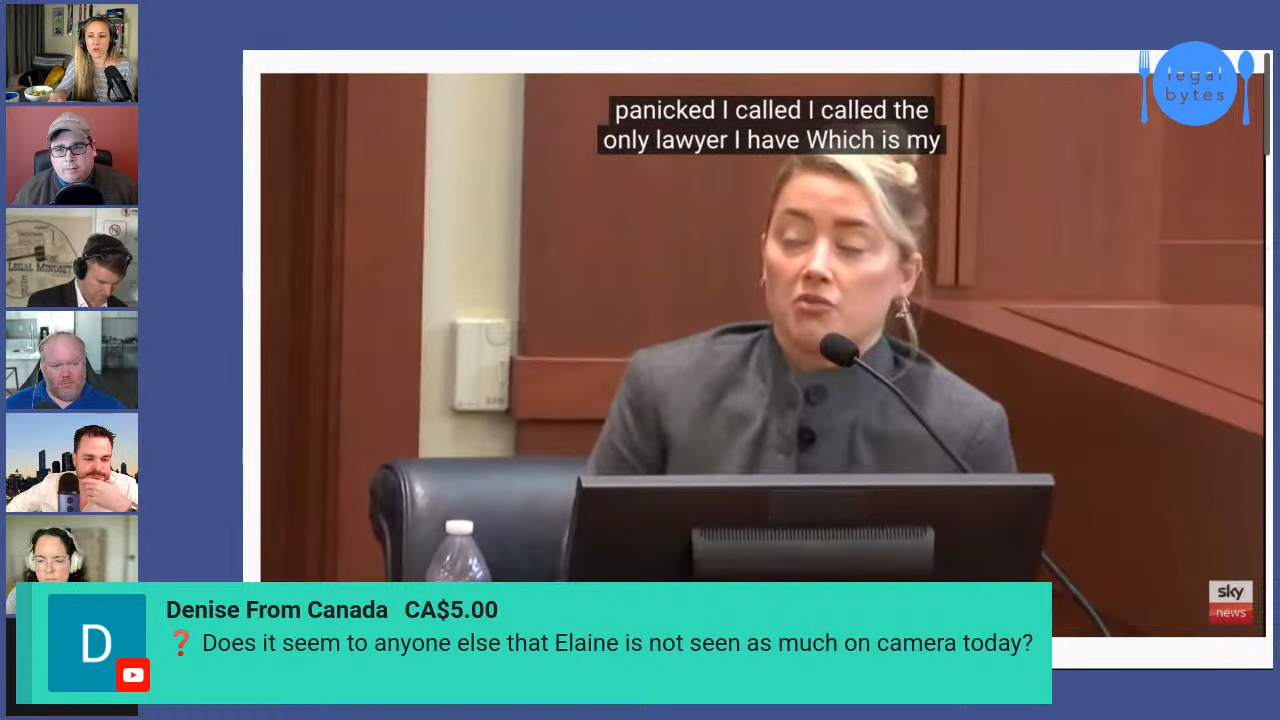 legal
bytes
panicked I called I called the
only lawyer I have Which is my
LEGAL MINDSET
sky
news
D
Denise From Canada CA$5.00
❓ Does it seem to anyone else that Elaine is not seen as much on camera today?